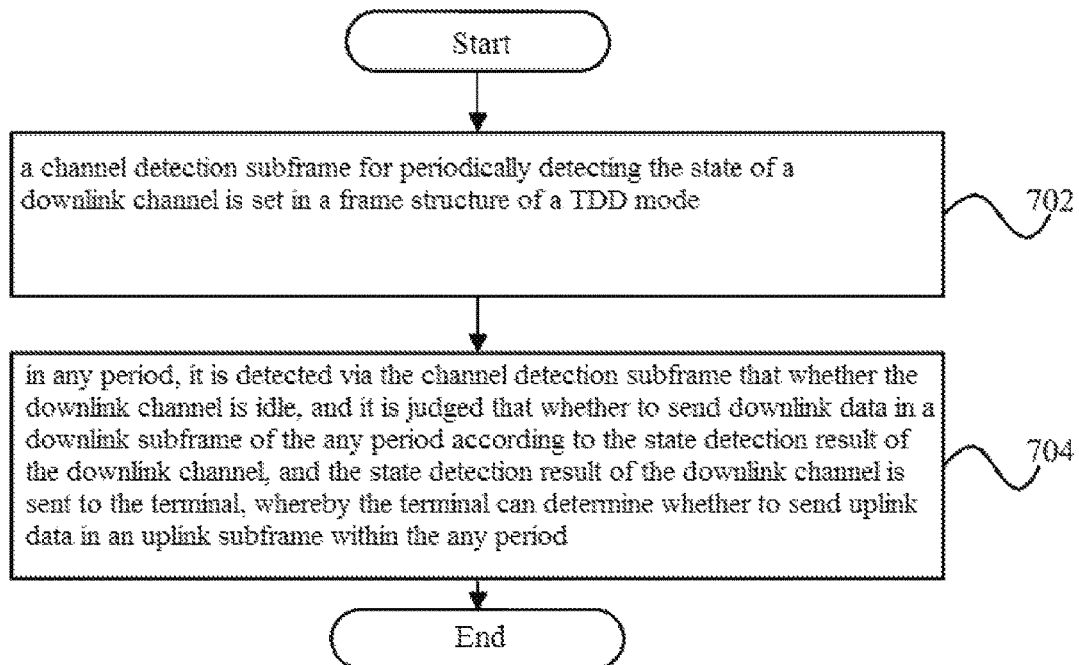 Start
a channel detection subframe for periodically detecting the state of a
downlink channel is set in a frame structure of a TDD mode
702
in any period, it is detected via the channel detection subframe that whether the
downlink channel is idle, and it is judged that whether to send downlink data in a
downlink subframe of the any period according to the state detection result of
the downlink channel, and the state detection result of the downlink channel is
sent to the terminal, whereby the terminal can determine whether to send uplink
data in an uplink subframe within the any period
704
End